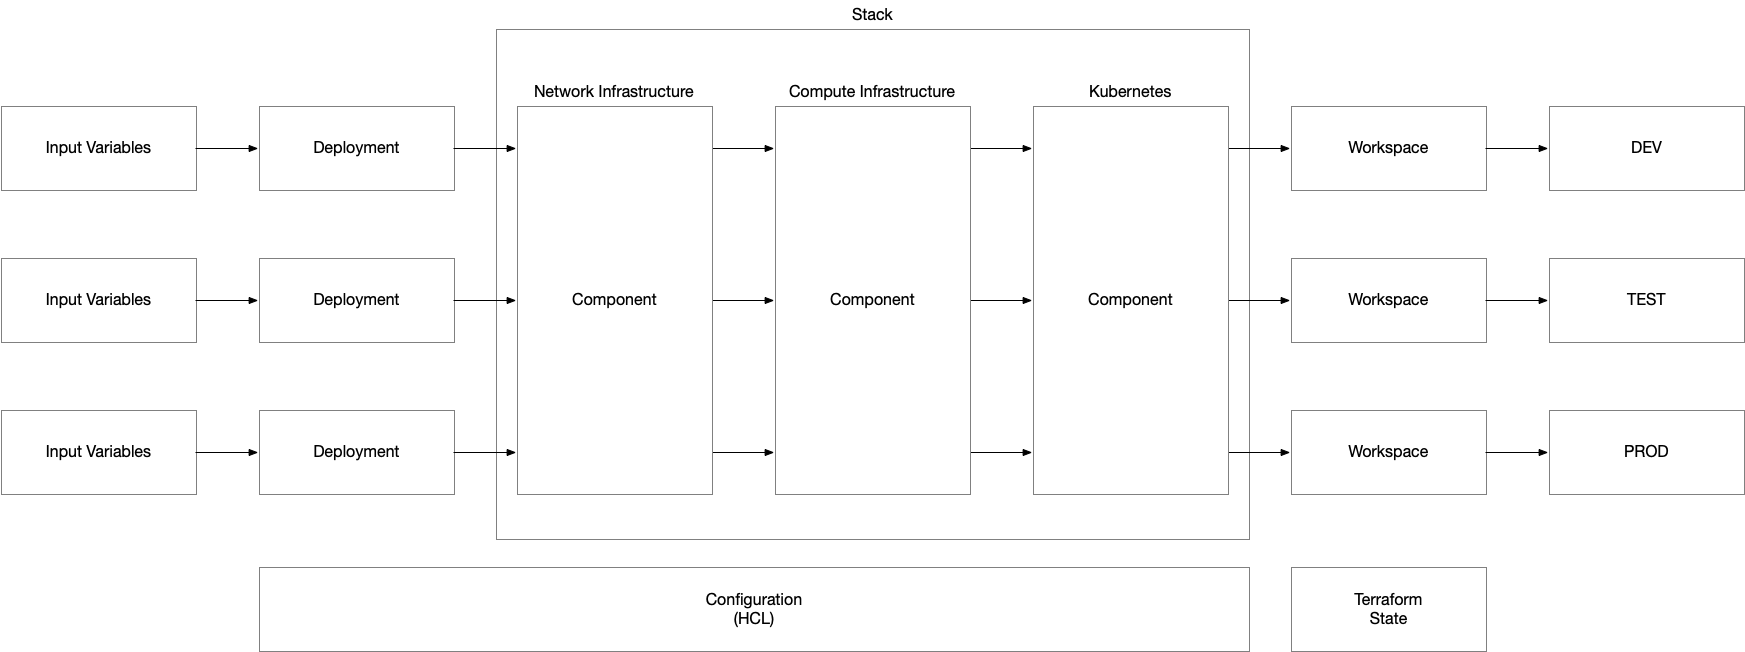 Stack
Network Infrastructure
Compute Infrastructure
Kubernetes
Input Variables
Deployment
Workspace
DEV
Input Variables
Deployment
Component
Component
Component
Workspace
TEST
Input Variables
Deployment
Workspace
PROD
Configuration
(HCL)
Terraform
State